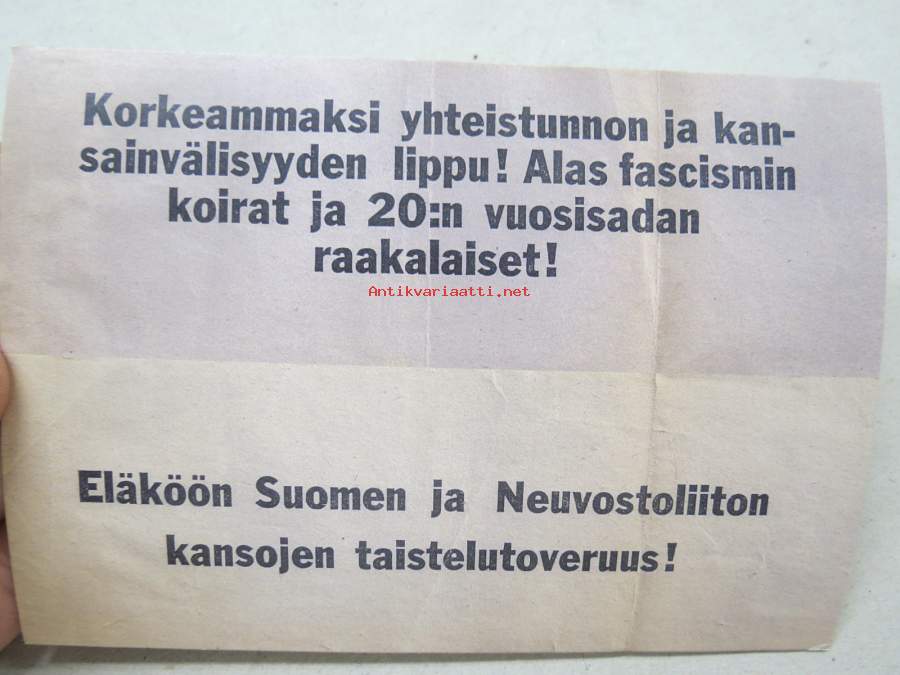 Korkeammaksi yhteistunnon ja kan-
sainvälisyyden lippu! Alas fascismin
koirat ja 20:n vuosisadan
raakalaiset!
Antikvariaatti.net
Eläköön Suomen ja Neuvostoliiton
kansojen taistelutoveruus!